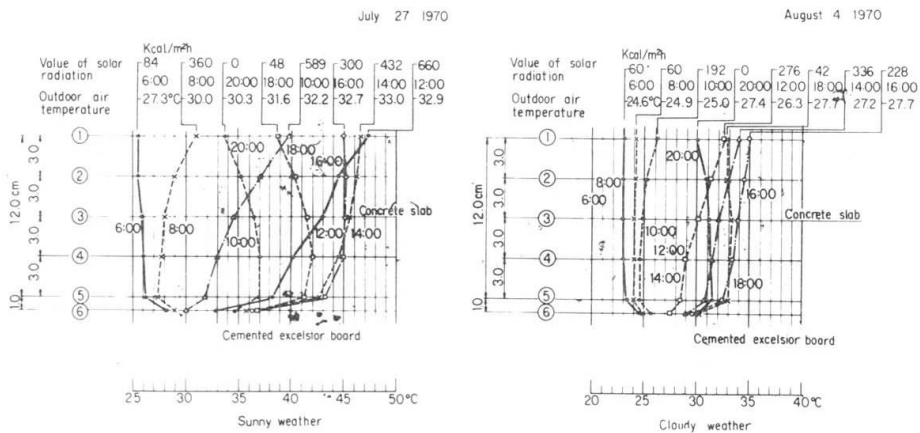 July 27 1970
Kcal/m²h
Value of solar radiation
84 360 0 48 589 300 432 660
6:00 8:00 20:00 18:00 10:00 16:00 14:00 12:00
Outdoor air temperature
27.3°C 30.0 30.3 31.6 32.2 32.7 33.0 32.9
①
②
③
④
⑤
⑥
3.0
3.0
3.0
3.0
12.0cm
1.0
20:00
18:00
16:00
6:00
8:00
10:00
12:00
14:00
Concrete slab
Cemented excelsior board
25 30 35 40 45 50°C
Sunny weather
August 4 1970
Kcal/m²h
Value of solar radiation
60 60 192 0 276 42 336 228
6:00 8:00 10:00 20:00 12:00 18:00 14:00 16:00
Outdoor air temperature
24.6°C 24.9 25.0 27.4 26.3 27.7 27.2 27.7
①
②
③
④
⑤
⑥
3.0
3.0
3.0
3.0
12.0cm
1.0
20:00
8:00
6:00
16:00
10:00
12:00
14:00
18:00
Concrete slab
Cemented excelsior board
20 25 30 35 40°C
Cloudy weather